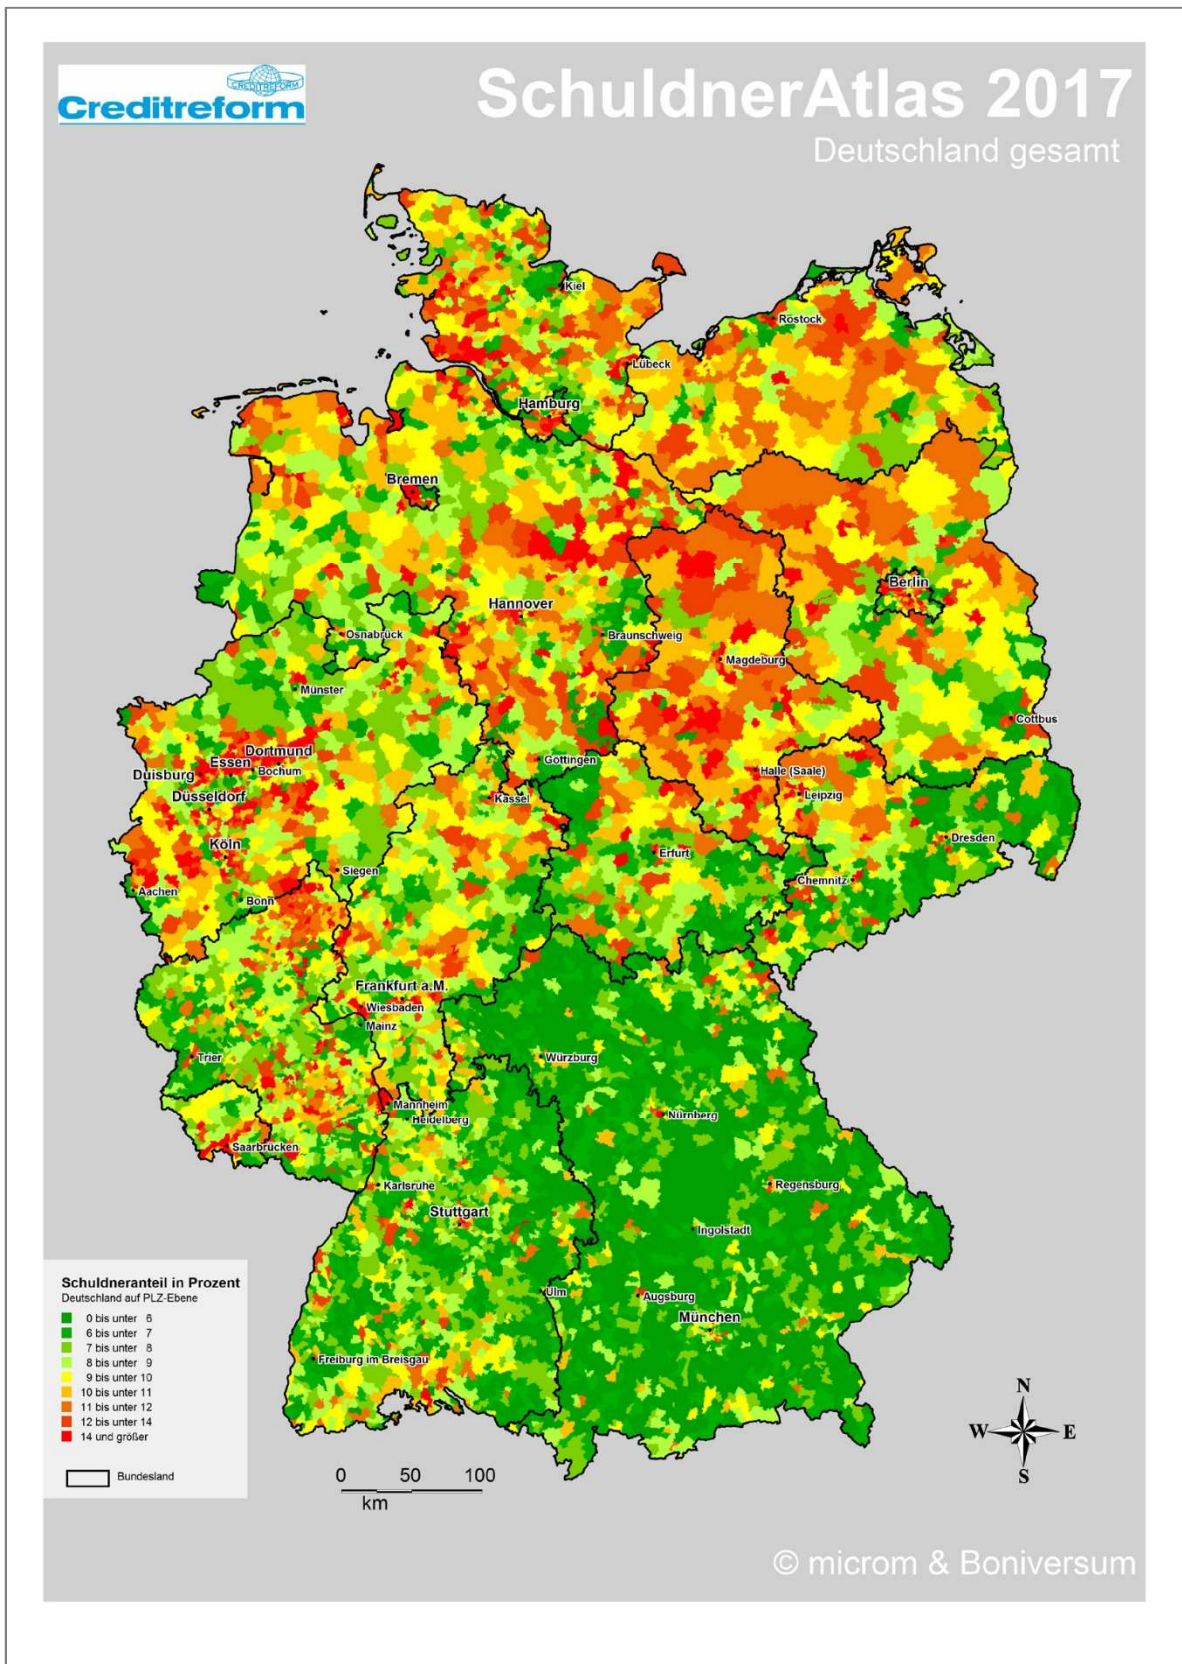 CREDITREFORM
Creditreform
SchuldnerAtlas 2017
Deutschland gesamt
Kiel
Rostock
Lübeck
Hamburg
Bremen
Berlin
Hannover
Osnabrück
Braunschweig
Magdeburg
Münster
Cottbus
Dortmund
Essen
Bochum
Göttingen
Duisburg
Halle (Saale)
Düsseldorf
Kassel
Leipzig
Dresden
Köln
Erfurt
Siegen
Chemnitz
Aachen
Bonn
Frankfurt a.M.
Wiesbaden
Mainz
Trier
Würzburg
Mannheim
Heidelberg
Nürnberg
Saarbrücken
Karlsruhe
Regensburg
Stuttgart
Ingolstadt
Ulm
Augsburg
München
Freiburg im Breisgau
Schuldneranteil in Prozent
Deutschland auf PLZ-Ebene
0 bis unter 6
6 bis unter 7
7 bis unter 8
8 bis unter 9
9 bis unter 10
10 bis unter 11
11 bis unter 12
12 bis unter 14
14 und größer
Bundesland
0 50 100
km
N
W E
S
© microm & Boniversum